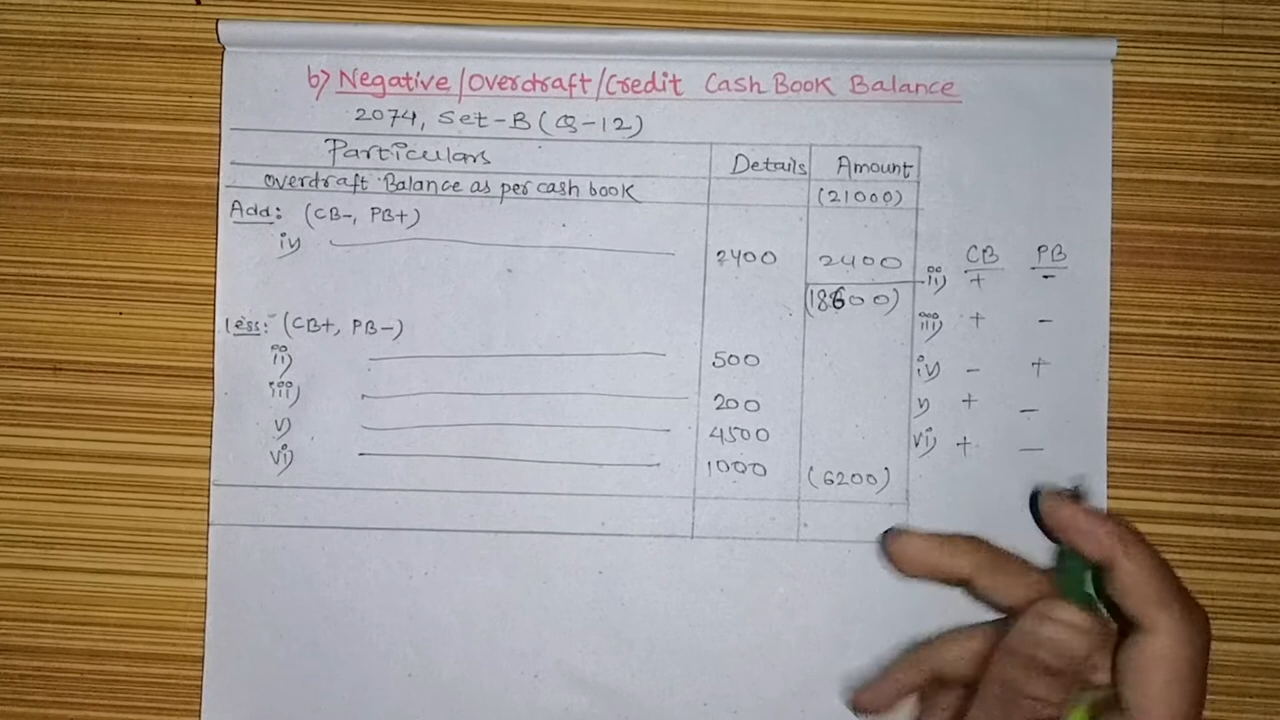 b) Negative/Overdraft/Credit Cash Book Balance
2074, Set-B (Q-12)
Particulars Details Amount
Overdraft Balance as per cash book (21000)
Add: (CB-, PB+)
iv) 2400 2400
(18600)
Less: (CB+, PB-)
ii) 500
iii) 200
v) 4500
vi) 1000 (6200)
CB PB
ii) + -
iii) + -
iv) - +
v) + -
vi) + -